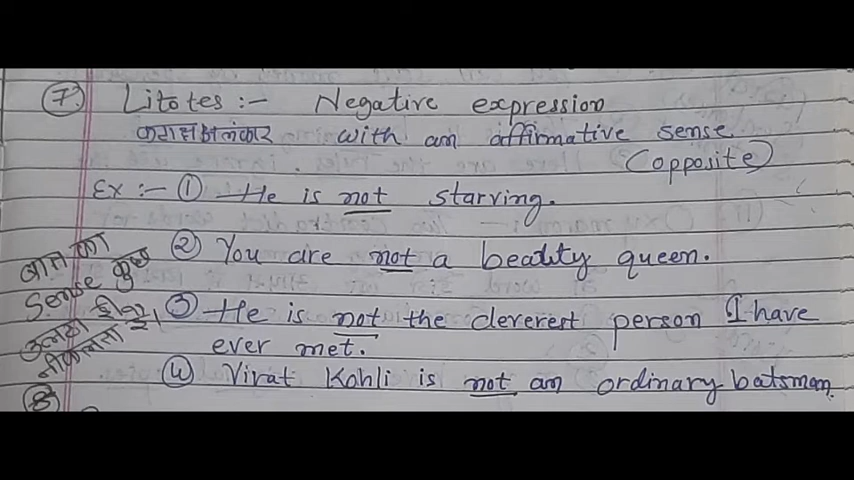 7. Litotes :- Negative expression
कटाक्ष अलंकार with an affirmative sense
(opposite)
Ex :- ① He is not starving.
② You are not a beauty queen.
बात का
Sense कुछ
उल्टा ही
नीकलता है।
③ He is not the cleverest person I have
ever met.
④ Virat Kohli is not an ordinary batsman.
8